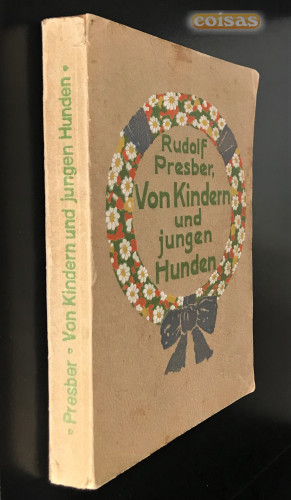 coisas
Rudolf
Presber,
Von Kindern
und
jungen
Hunden
• Presber • Von Kindern und jungen Hunden •